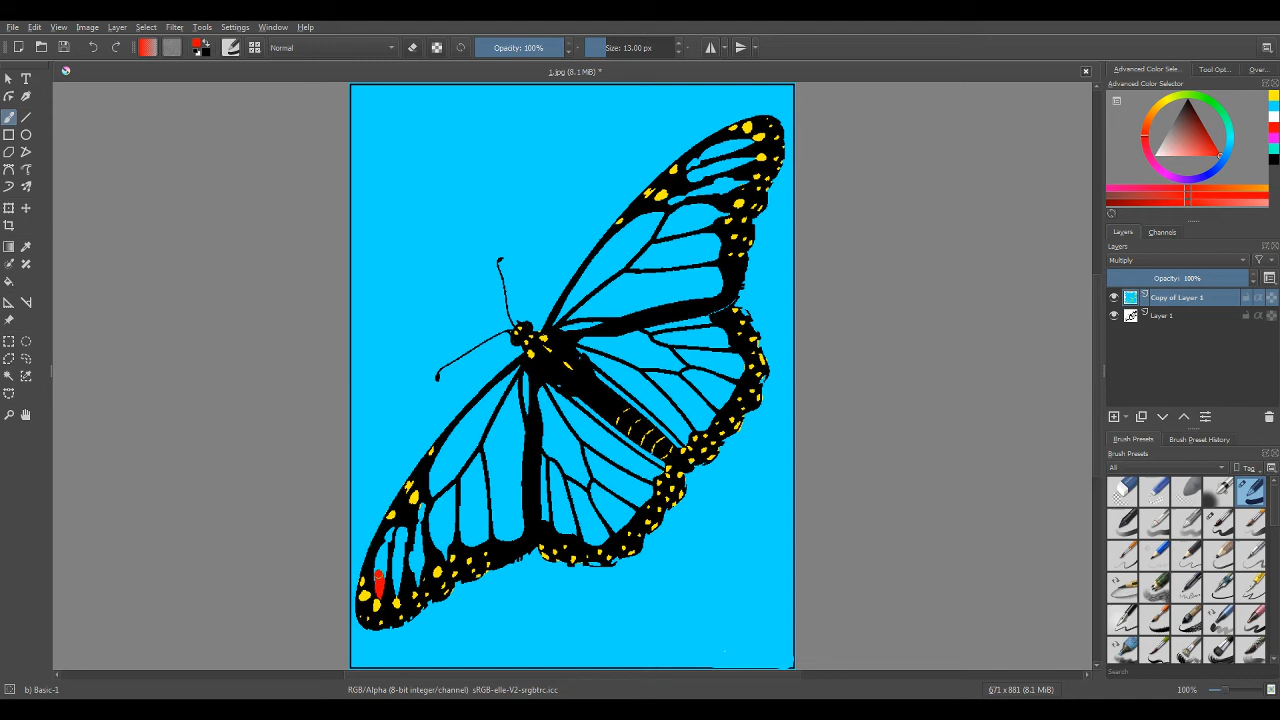 File Edit View Image Layer Select Filter Tools Settings Window Help
Normal Opacity: 100% Size: 13.00 px
1.jpg (8.1 MiB) *
Advanced Color Sele... Tool Opt... Over...
Advanced Color Selector
Layers Channels
Layers
Multiply
Opacity: 100%
Copy of Layer 1
Layer 1
Brush Presets Brush Preset History
Brush Presets
All Tag
Search
b) Basic-1 RGB/Alpha (8-bit integer/channel) sRGB-elle-V2-srgbtrc.icc 671 x 881 (8.1 MiB) 100%